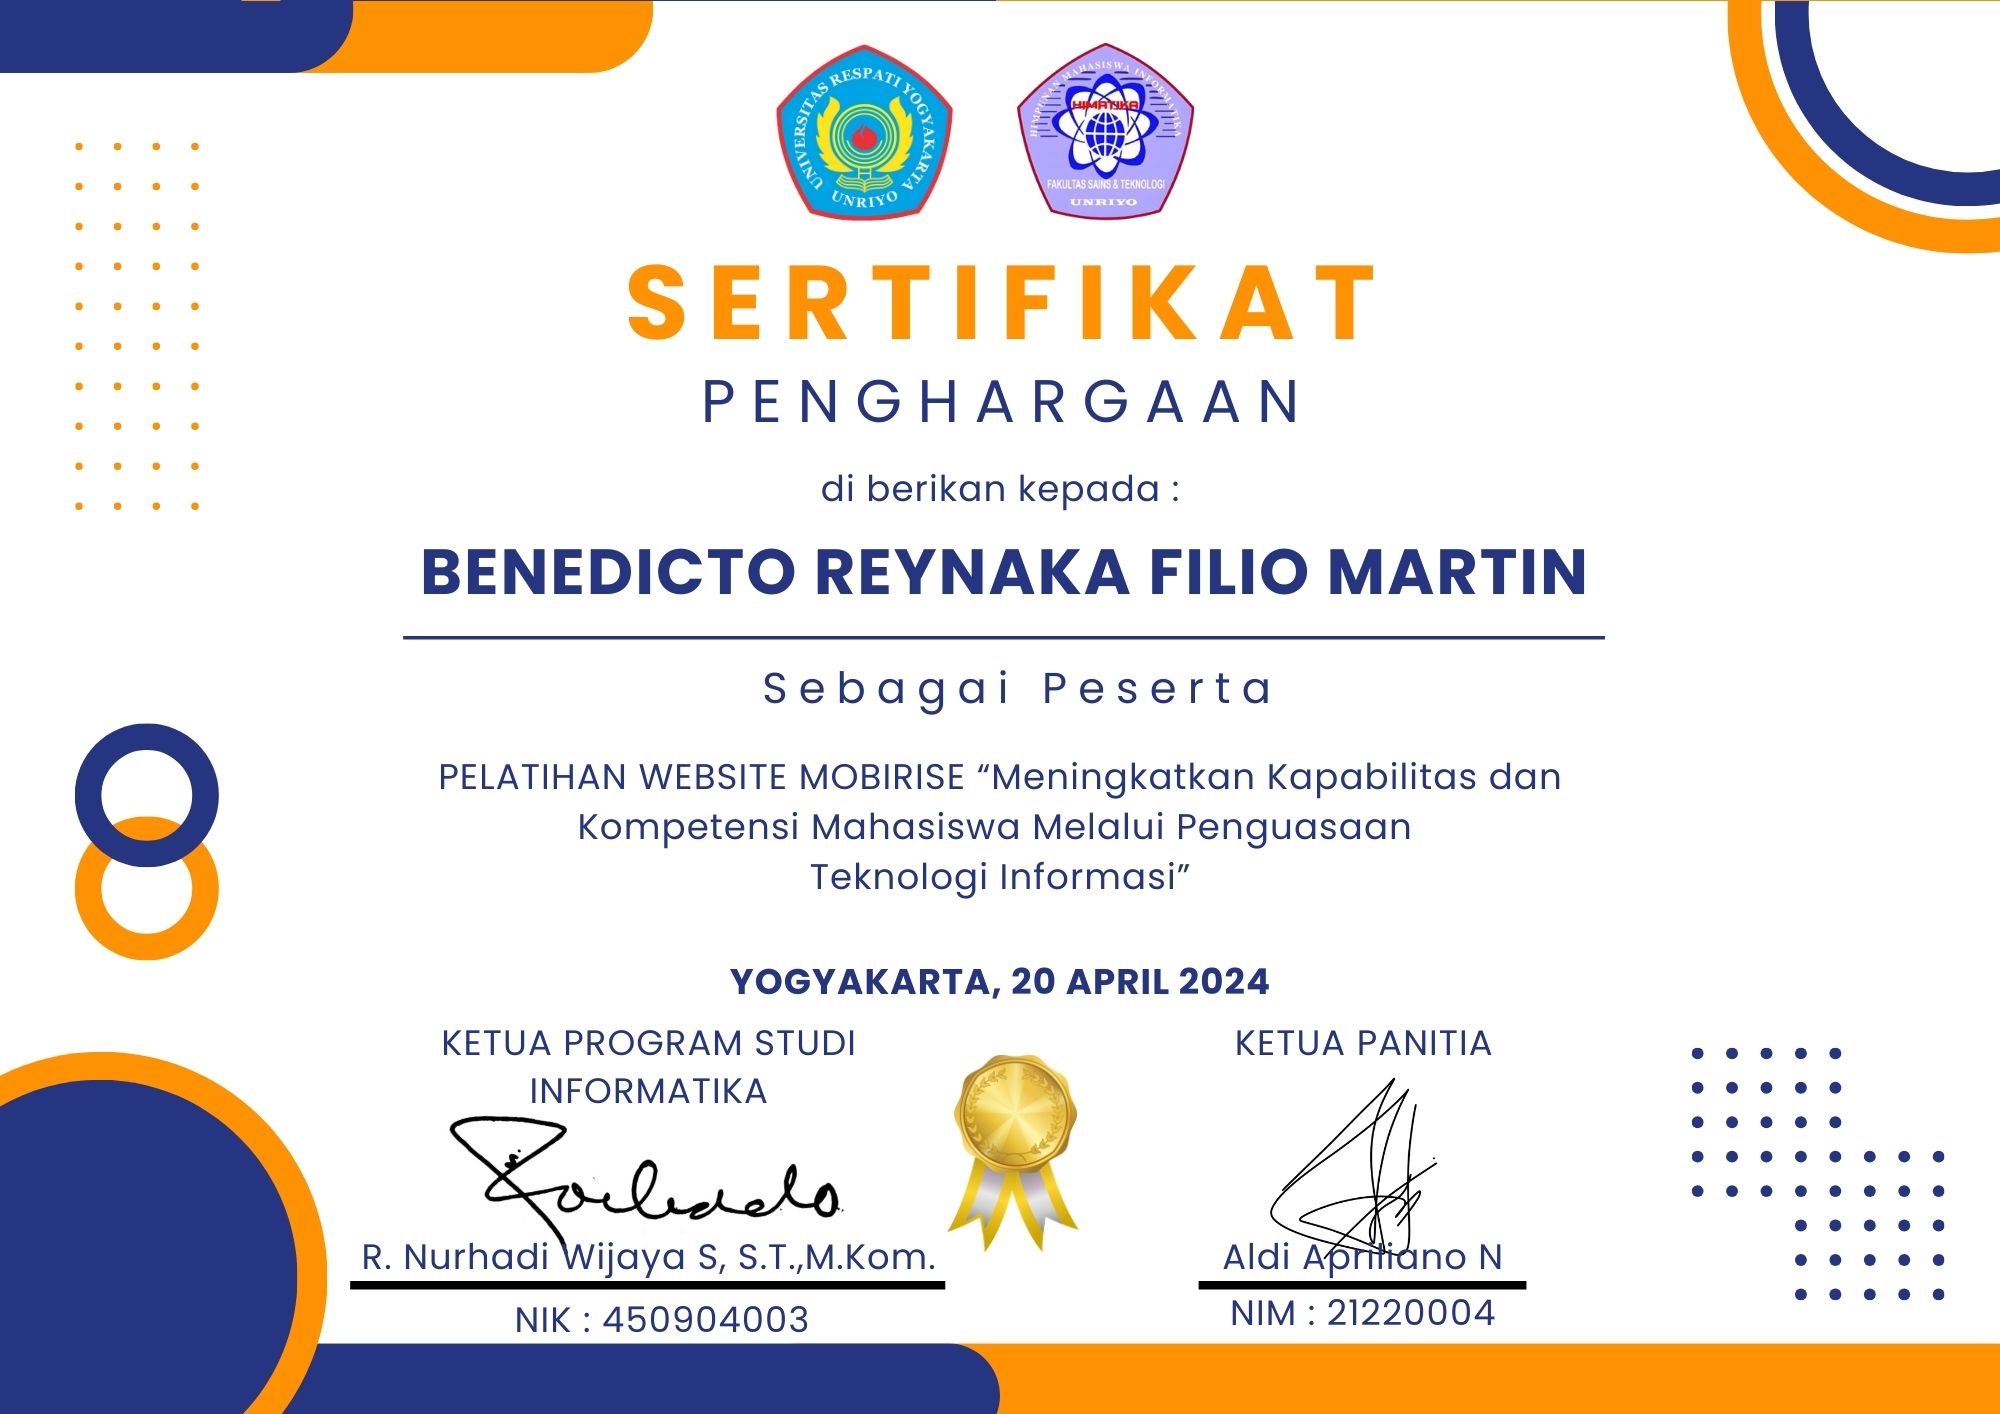 UNIVERSITAS RESPATI YOGYAKARTA
UNRIYO
HIMPUNAN MAHASISWA INFORMATIKA
HIMATIKA
FAKULTAS SAINS & TEKNOLOGI
UNRIYO
SERTIFIKAT
PENGHARGAAN
di berikan kepada :
BENEDICTO REYNAKA FILIO MARTIN
Sebagai Peserta
PELATIHAN WEBSITE MOBIRISE “Meningkatkan Kapabilitas dan
Kompetensi Mahasiswa Melalui Penguasaan
Teknologi Informasi”
YOGYAKARTA, 20 APRIL 2024
KETUA PROGRAM STUDI
INFORMATIKA
R. Nurhadi Wijaya S, S.T.,M.Kom.
NIK : 450904003
KETUA PANITIA
Aldi Apriliano N
NIM : 21220004